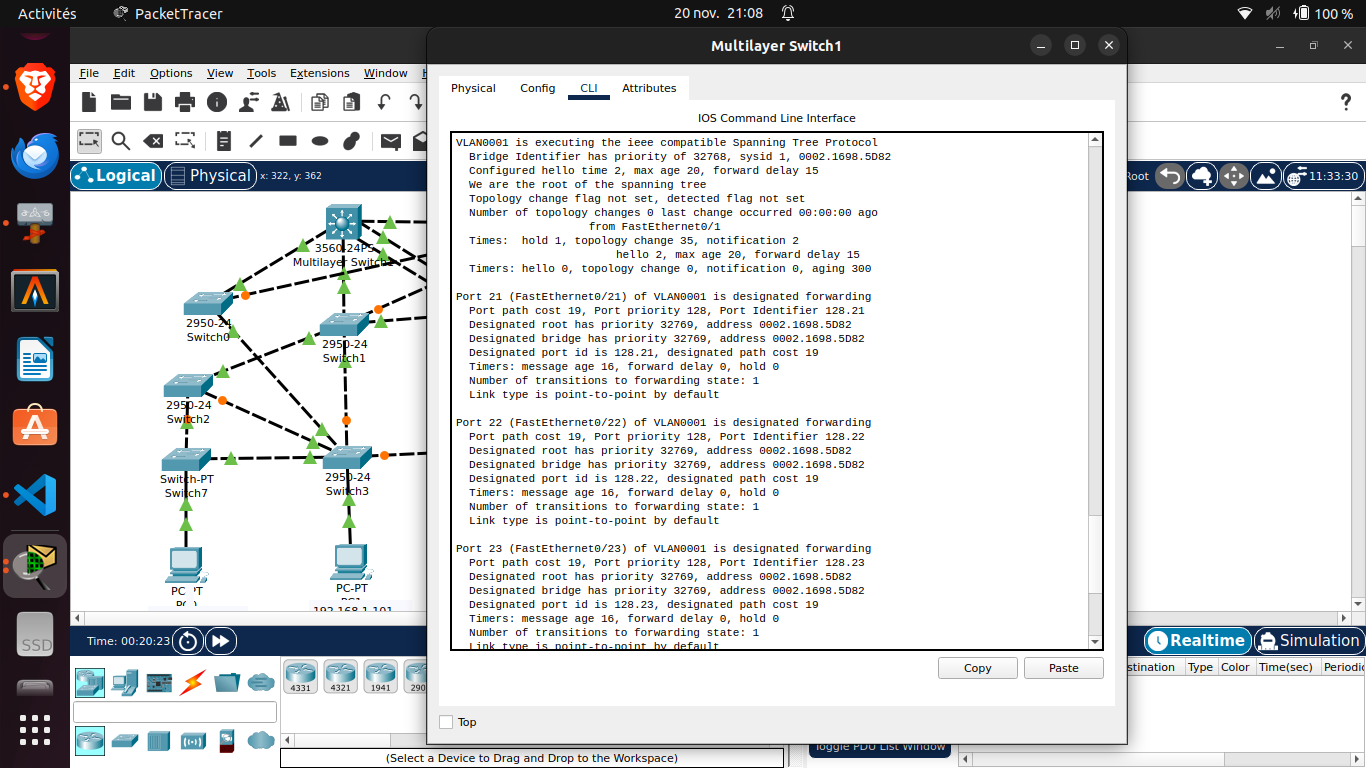 Activités
PacketTracer
20 nov. 21:08
100 %
Multilayer Switch1
File Edit Options View Tools Extensions Window
Physical Config CLI Attributes
IOS Command Line Interface
Logical
Physical
x: 322, y: 362
Root
11:33:30
VLAN0001 is executing the ieee compatible Spanning Tree Protocol
Bridge Identifier has priority of 32768, sysid 1, 0002.1698.5D82
Configured hello time 2, max age 20, forward delay 15
We are the root of the spanning tree
Topology change flag not set, detected flag not set
Number of topology changes 0 last change occurred 00:00:00 ago
from FastEthernet0/1
Times: hold 1, topology change 35, notification 2
hello 2, max age 20, forward delay 15
Timers: hello 0, topology change 0, notification 0, aging 300
Port 21 (FastEthernet0/21) of VLAN0001 is designated forwarding
Port path cost 19, Port priority 128, Port Identifier 128.21
Designated root has priority 32769, address 0002.1698.5D82
Designated bridge has priority 32769, address 0002.1698.5D82
Designated port id is 128.21, designated path cost 19
Timers: message age 16, forward delay 0, hold 0
Number of transitions to forwarding state: 1
Link type is point-to-point by default
Port 22 (FastEthernet0/22) of VLAN0001 is designated forwarding
Port path cost 19, Port priority 128, Port Identifier 128.22
Designated root has priority 32769, address 0002.1698.5D82
Designated bridge has priority 32769, address 0002.1698.5D82
Designated port id is 128.22, designated path cost 19
Timers: message age 16, forward delay 0, hold 0
Number of transitions to forwarding state: 1
Link type is point-to-point by default
Port 23 (FastEthernet0/23) of VLAN0001 is designated forwarding
Port path cost 19, Port priority 128, Port Identifier 128.23
Designated root has priority 32769, address 0002.1698.5D82
Designated bridge has priority 32769, address 0002.1698.5D82
Designated port id is 128.23, designated path cost 19
Timers: message age 16, forward delay 0, hold 0
Number of transitions to forwarding state: 1
Link type is point-to-point by default
Copy
Paste
Top
3560-24PS
Multilayer
2950-24
Switch0
2950-24
Switch1
2950-24
Switch2
Switch-PT
Switch7
2950-24
Switch3
PC-PT
PC-PT
PC1
192.168.1.101
SSD
Time: 00:20:23
Realtime
Simulation
4331
4321
1941
290
stination Type Color Time(sec) Periodic
(Select a Device to Drag and Drop to the Workspace)
Toggle PDU List Window